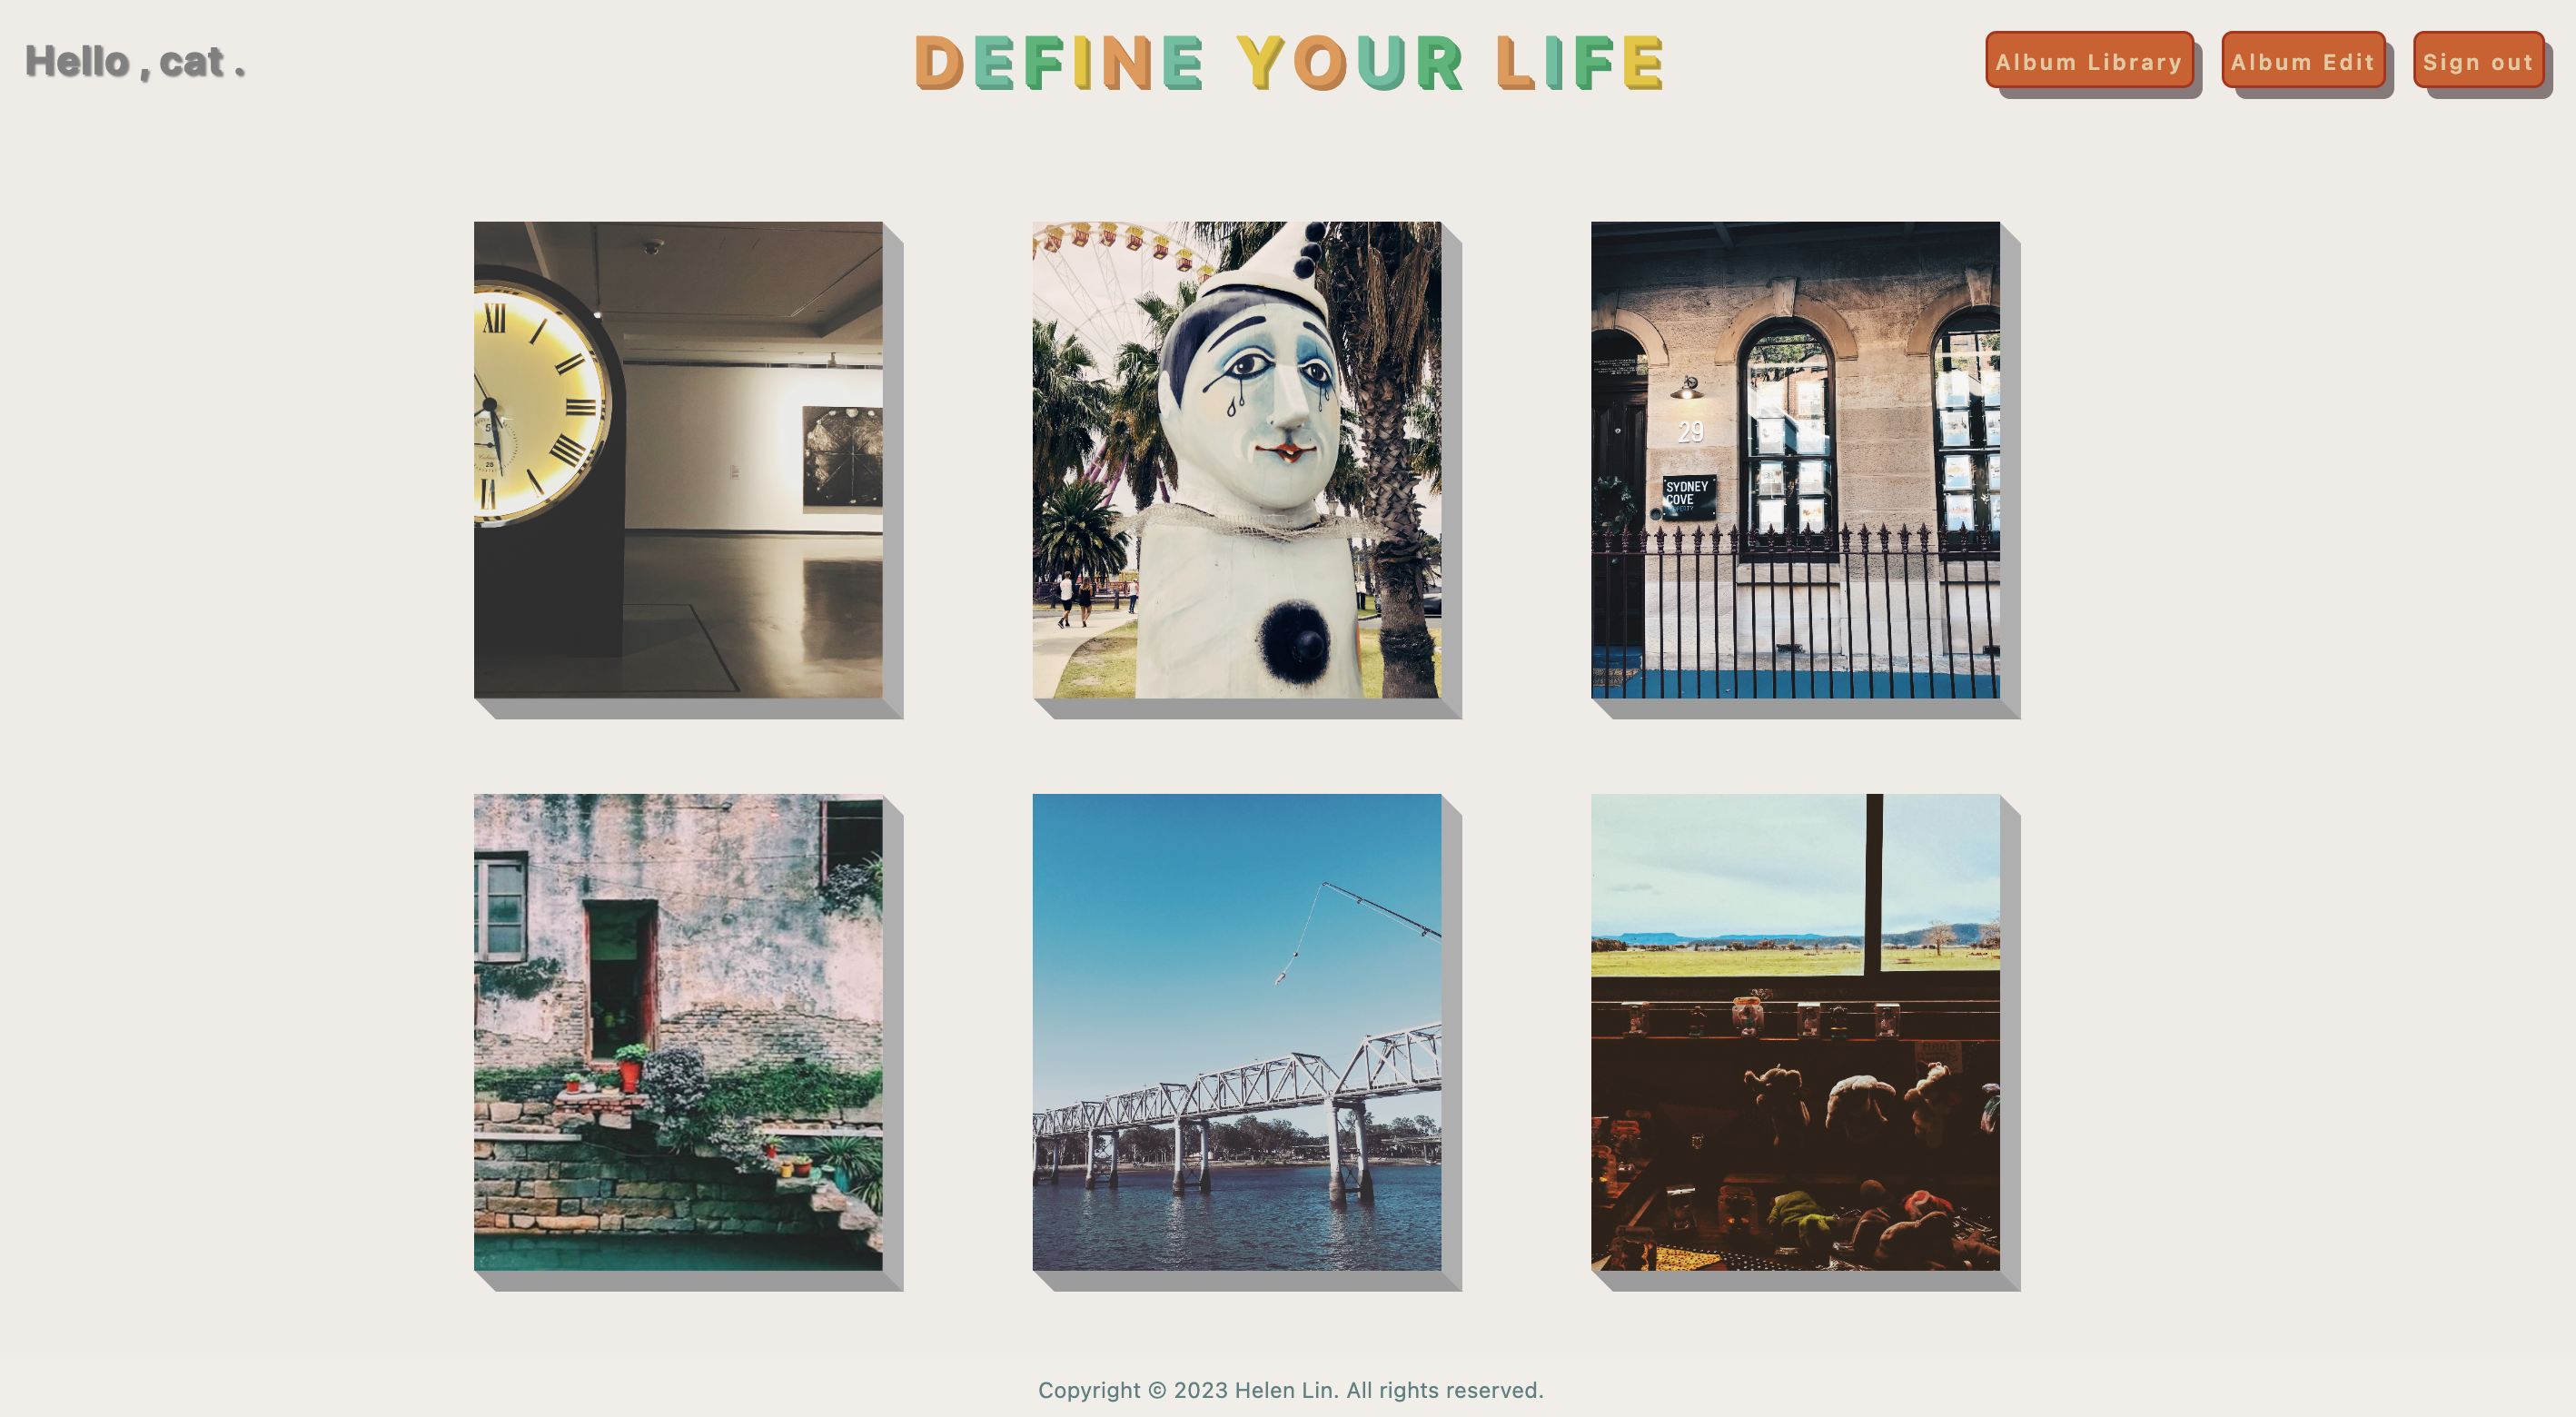 Hello , cat .
DEFINE YOUR LIFE
Album Library
Album Edit
Sign out
XII
29
SYDNEY
COVE
Copyright © 2023 Helen Lin. All rights reserved.